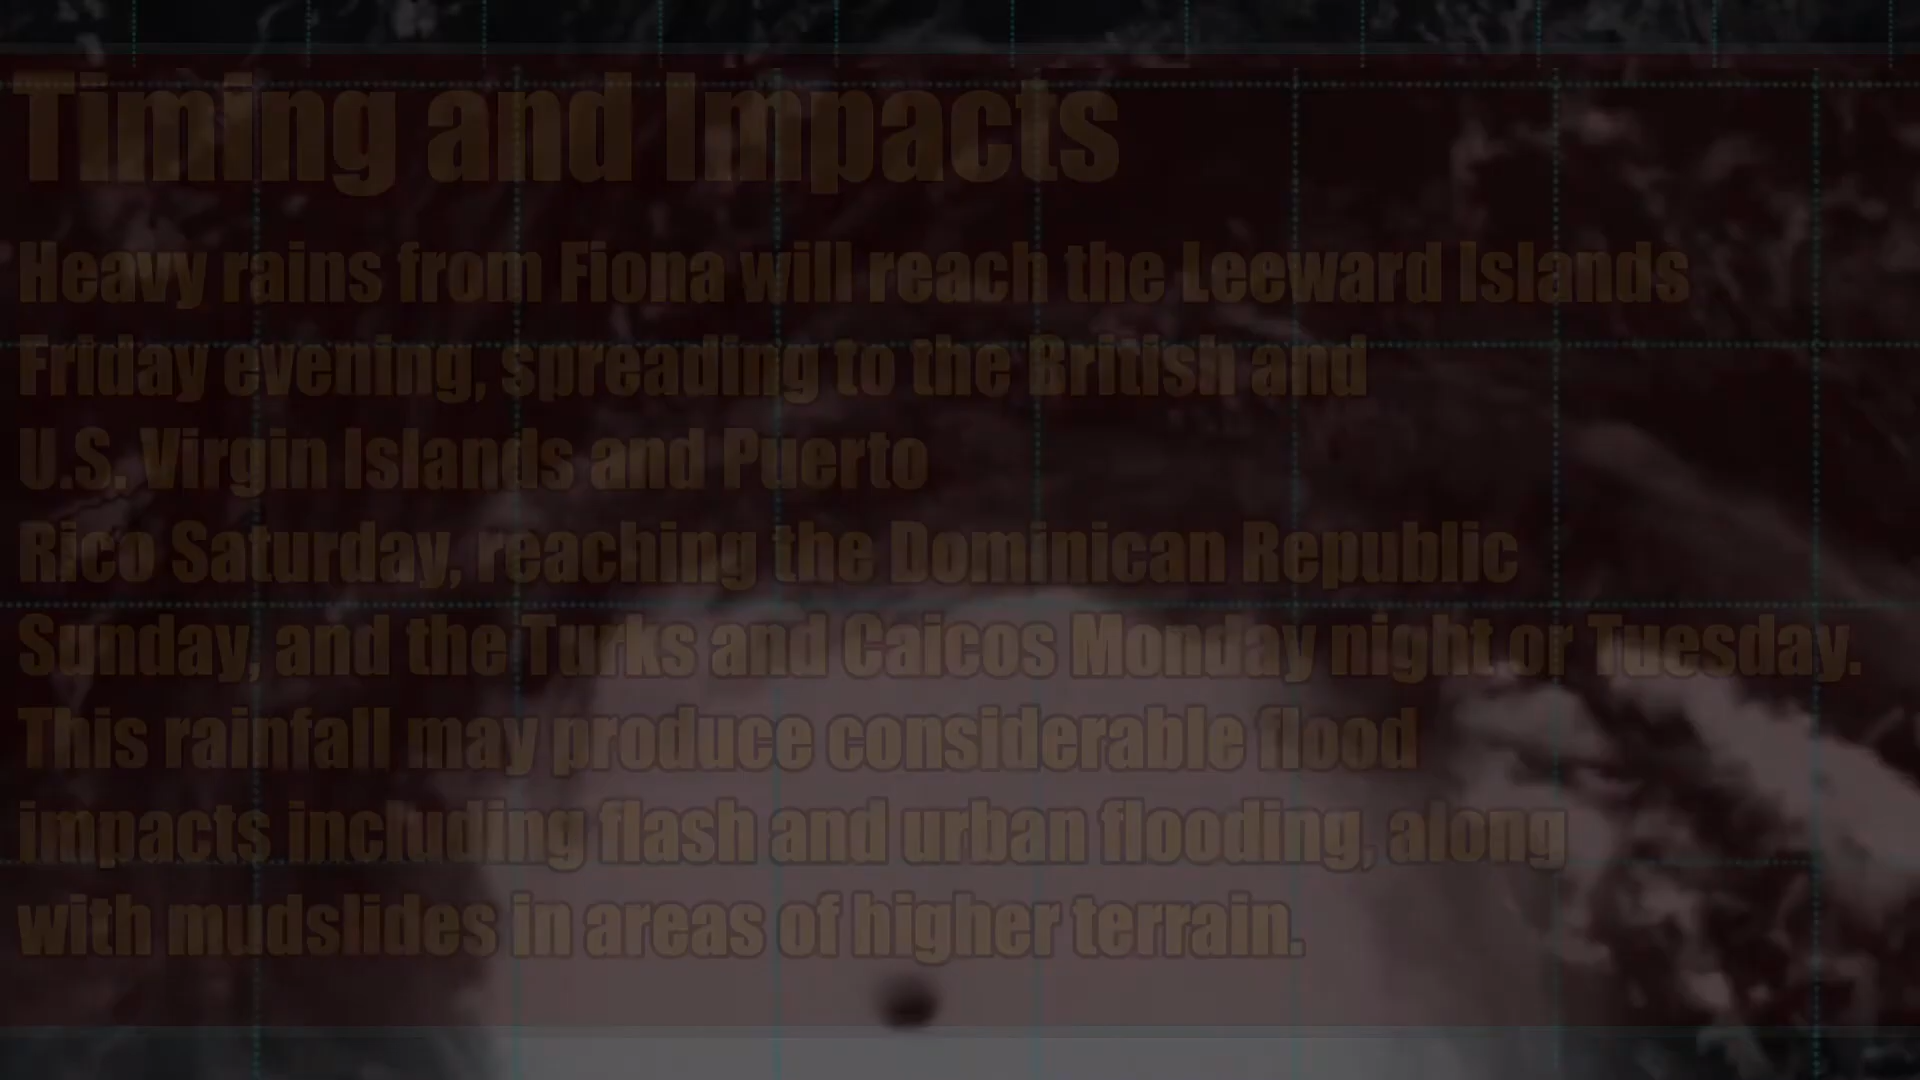 Timing and Impacts
Heavy rains from Fiona will reach the Leeward Islands
Friday evening, spreading to the British and
U.S. Virgin Islands and Puerto
Rico Saturday, reaching the Dominican Republic
Sunday, and the Turks and Caicos Monday night or Tuesday.
This rainfall may produce considerable flood
impacts including flash and urban flooding, along
with mudslides in areas of higher terrain.